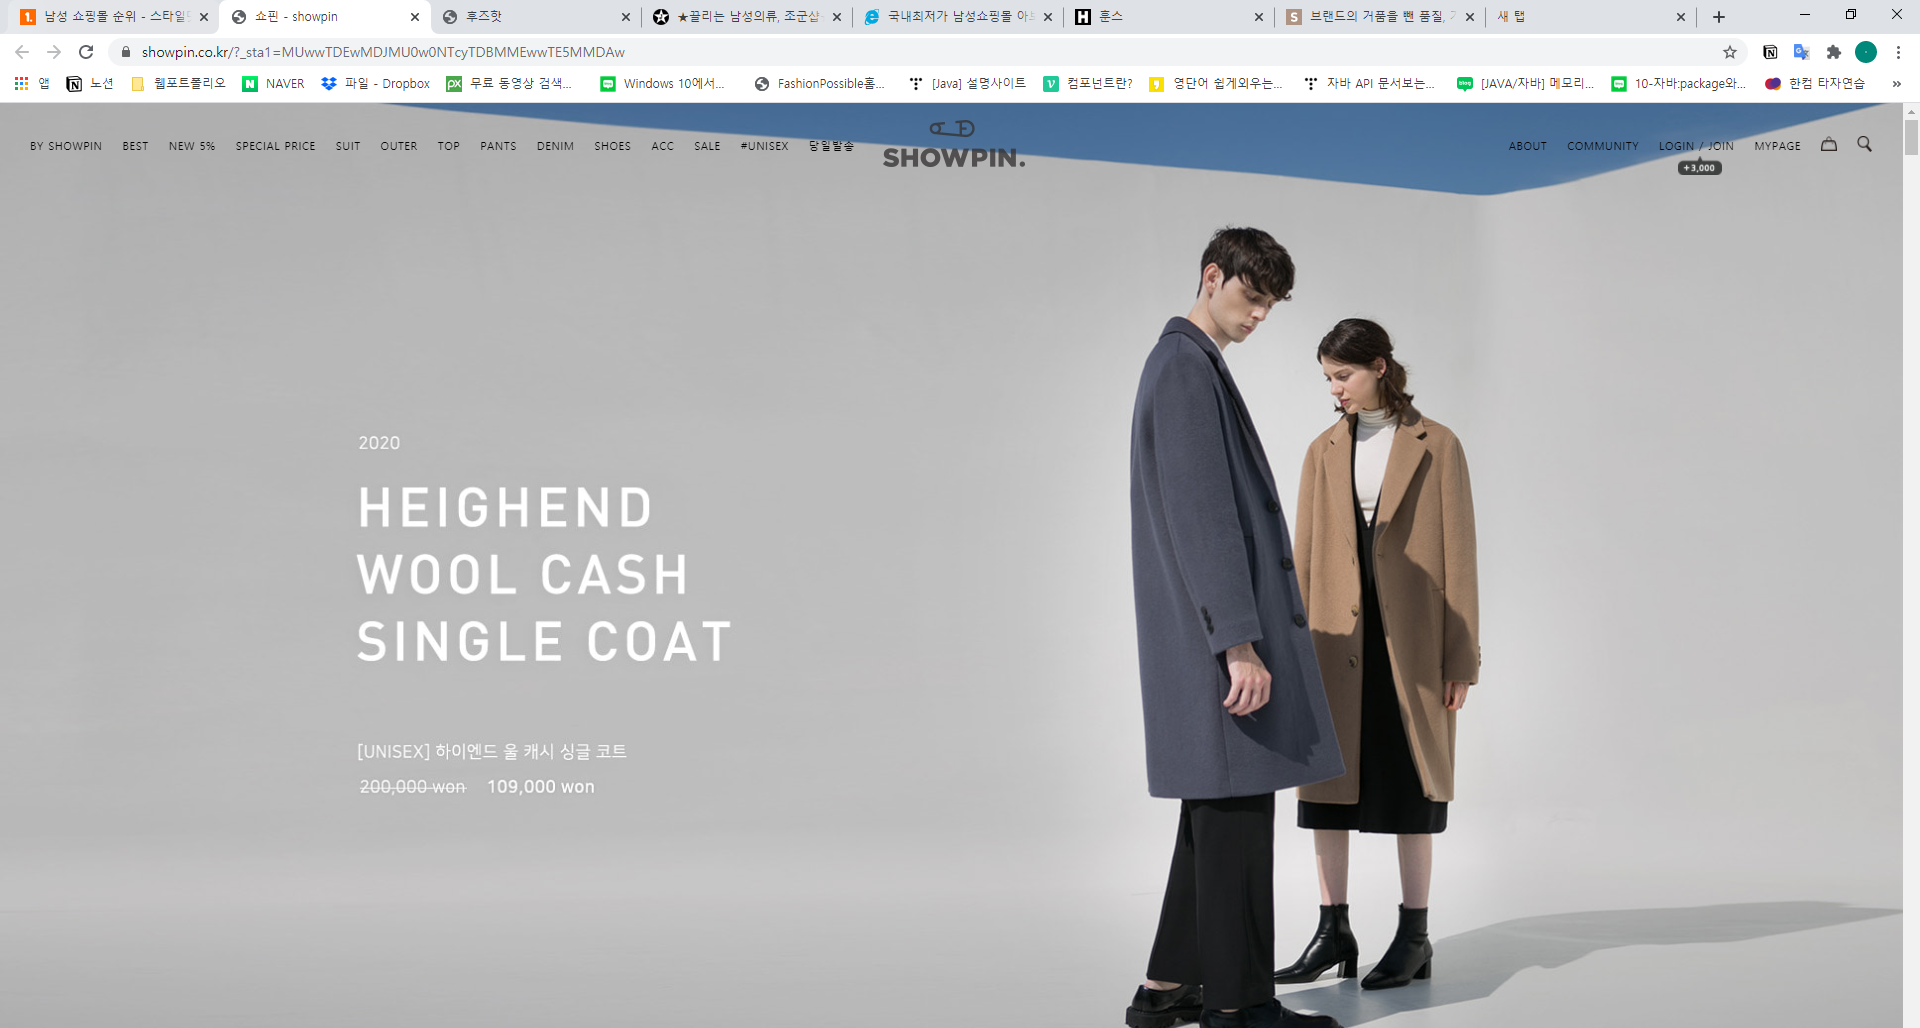 남성 쇼핑몰 순위 - 스타일
쇼핀 - showpin
후즈핫
★끌리는 남성의류, 조군샵
국내최저가 남성쇼핑몰 아
훈스
브랜드의 거품을 뺀 품질,
새 탭
showpin.co.kr/?_sta1=MUwwTDEwMDJMU0w0NTcyTDBMMEwwTE5MMDAw
앱
노션
웹포트폴리오
NAVER
파일 - Dropbox
무료 동영상 검색...
Windows 10에서...
FashionPossible홈...
[Java] 설명사이트
컴포넌트란?
영단어 쉽게외우는...
자바 API 문서보는...
[JAVA/자바] 메모리...
10-자바:package와...
한컴 타자연습
»
BY SHOWPIN BEST NEW 5% SPECIAL PRICE SUIT OUTER TOP PANTS DENIM SHOES ACC SALE #UNISEX 당일발송
SHOWPIN.
ABOUT COMMUNITY LOGIN / JOIN MYPAGE
+3,000
2020
HEIGHEND
WOOL CASH
SINGLE COAT
[UNISEX] 하이엔드 울 캐시 싱글 코트
200,000 won 109,000 won